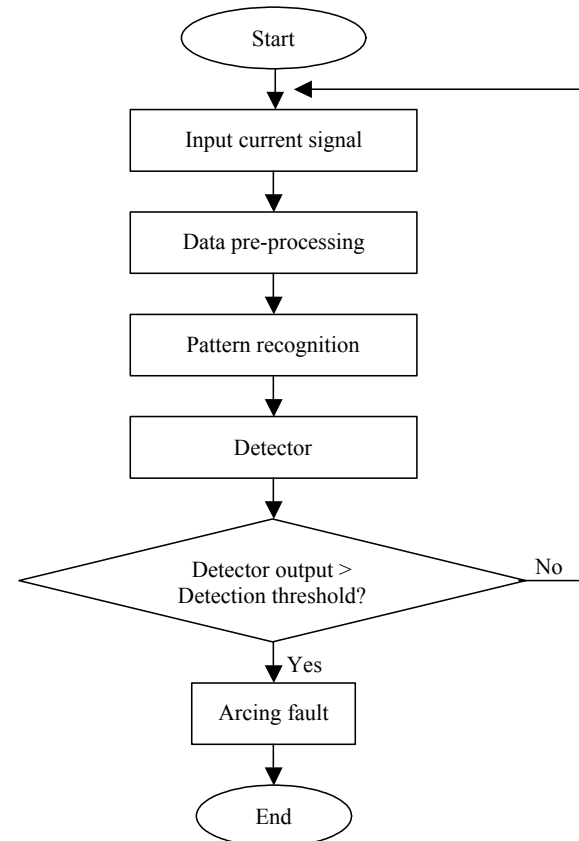 Start
Input current signal
Data pre-processing
Pattern recognition
Detector
Detector output >
Detection threshold?
No
Yes
Arcing fault
End